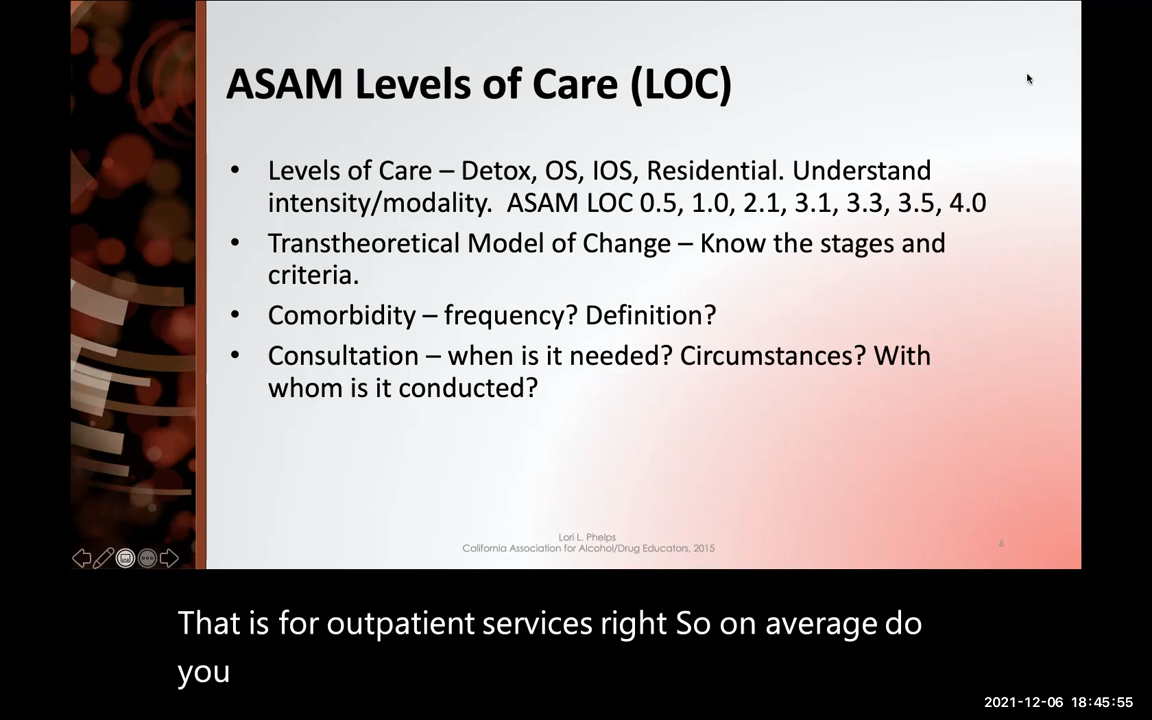 ASAM Levels of Care (LOC)
• Levels of Care – Detox, OS, IOS, Residential. Understand
intensity/modality.  ASAM LOC 0.5, 1.0, 2.1, 3.1, 3.3, 3.5, 4.0
• Transtheoretical Model of Change – Know the stages and
criteria.
• Comorbidity – frequency? Definition?
• Consultation – when is it needed? Circumstances? With
whom is it conducted?
Lori L. Phelps
California Association for Alcohol/Drug Educators, 2015
6
That is for outpatient services right So on average do
you
2021-12-06 18:45:55